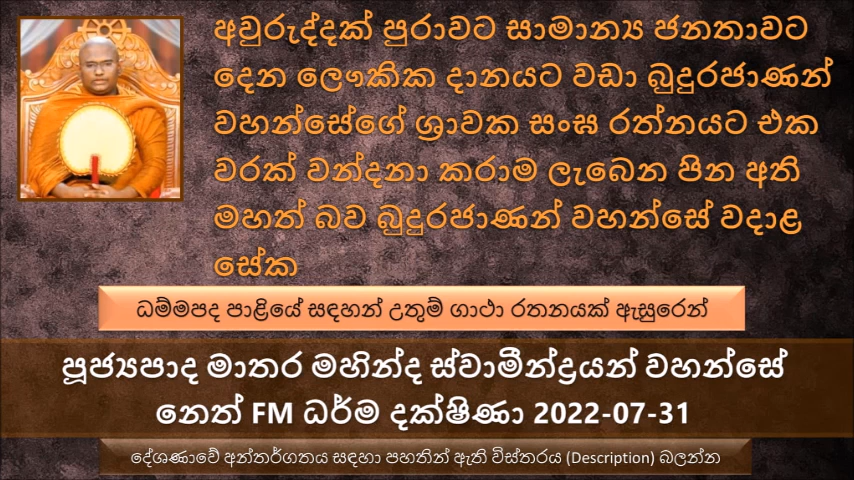 අවුරුද්දක් පුරාවට සාමාන්‍ය ජනතාවට
දෙන ලෞකික දානයට වඩා බුදුරජාණන්
වහන්සේගේ ශ්‍රාවක සංඝ රත්නයට එක
වරක් වන්දනා කරාම ලැබෙන පින අති
මහත් බව බුදුරජාණන් වහන්සේ වදාළ
සේක
ධම්මපද පාළියේ සඳහන් උතුම් ගාථා රතනයක් ඇසුරෙන්
පූජ්‍යපාද මාතර මහින්ද ස්වාමීන්ද්‍රයන් වහන්සේ
නෙත් FM ධර්ම දක්ෂිණා 2022-07-31
දේශණාවේ අන්තර්ගතය සඳහා පහතින් ඇති විස්තරය (Description) බලන්න